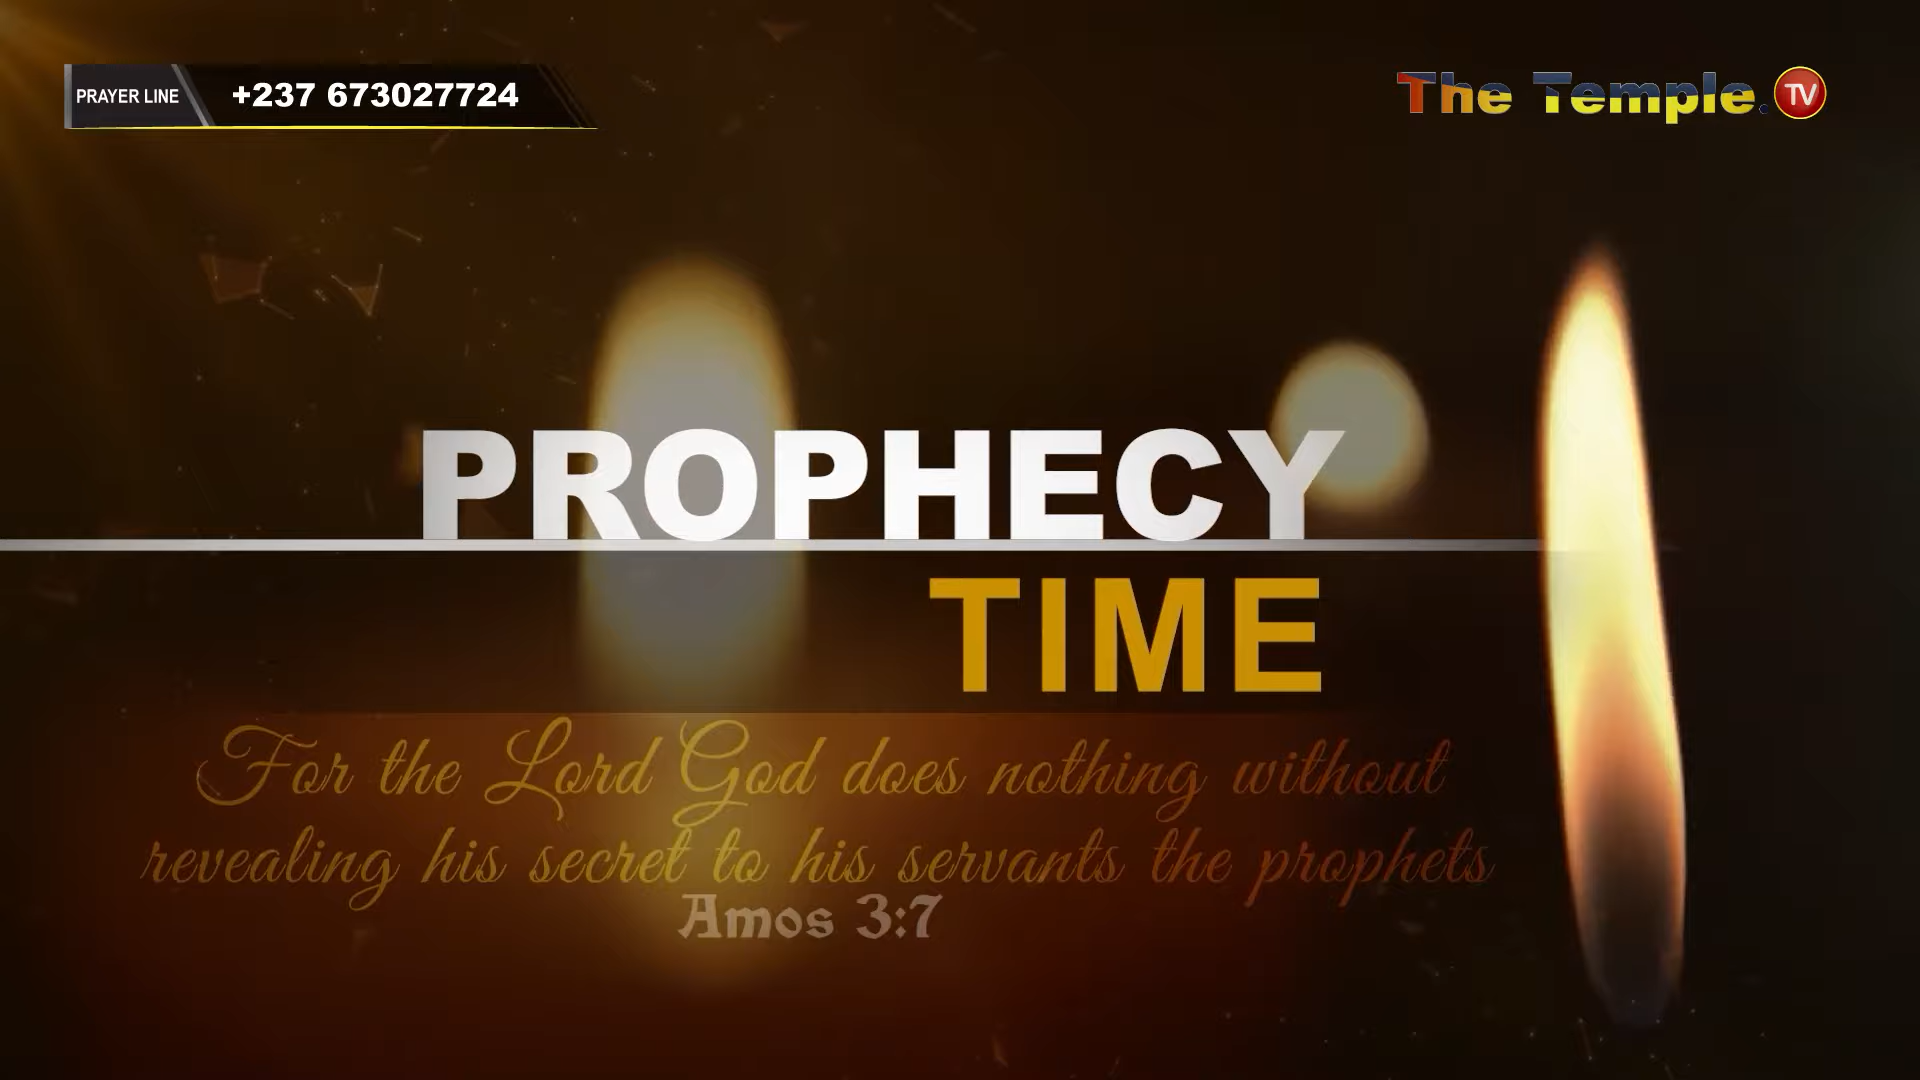 PRAYER LINE +237 673027724
The Temple. TV
PROPHECY
TIME
For the Lord God does nothing without
revealing his secret to his servants the prophets
Amos 3:7